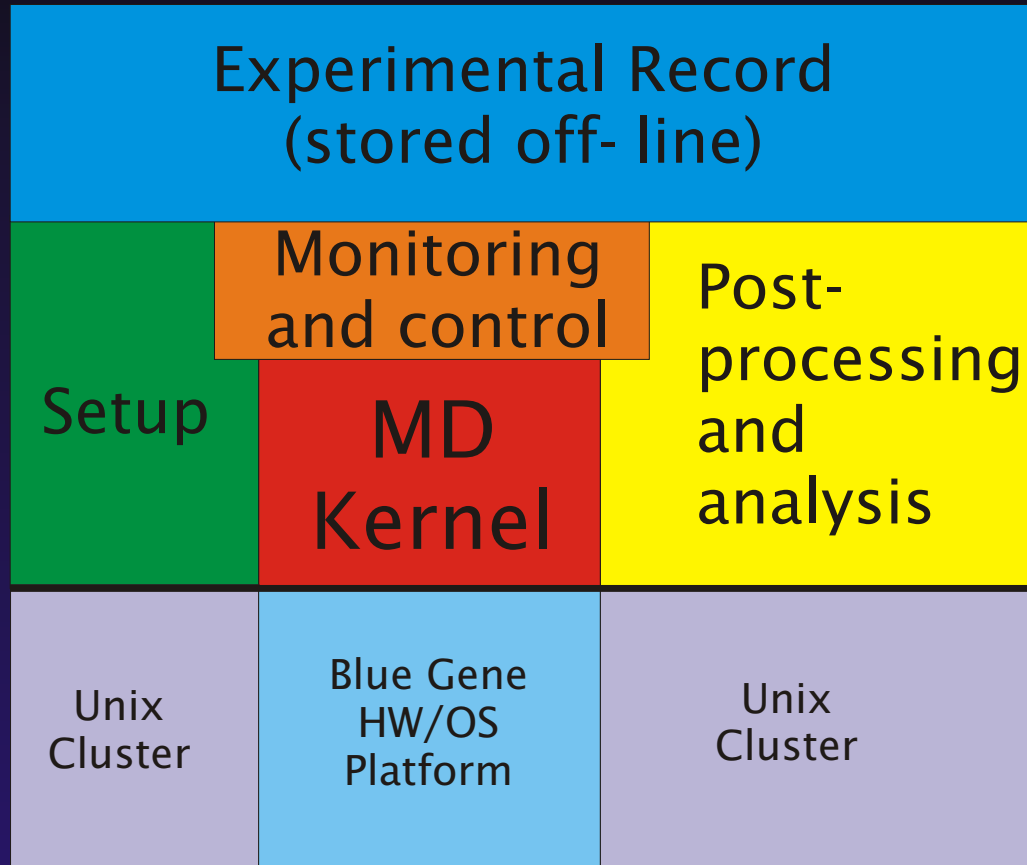 Experimental Record
(stored off- line)
Monitoring
and control
Setup
MD
Kernel
Post-
processing
and
analysis
Unix
Cluster
Blue Gene
HW/OS
Platform
Unix
Cluster